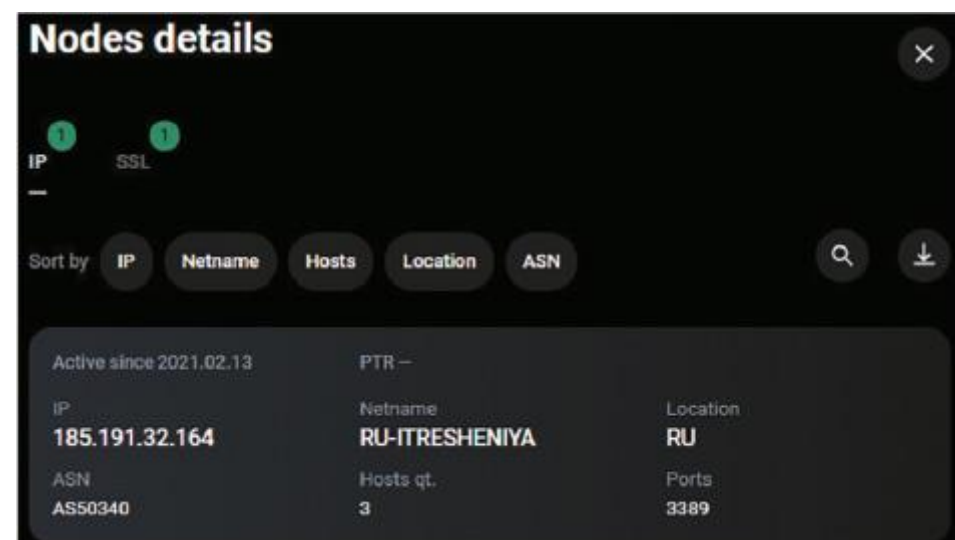 Nodes details
1 1
IP SSL
Sort by IP Netname Hosts Location ASN
Active since 2021.02.13 PTR –
IP Netname Location
185.191.32.164 RU-ITRESHENIYA RU
ASN Hosts qt. Ports
AS50340 3 3389